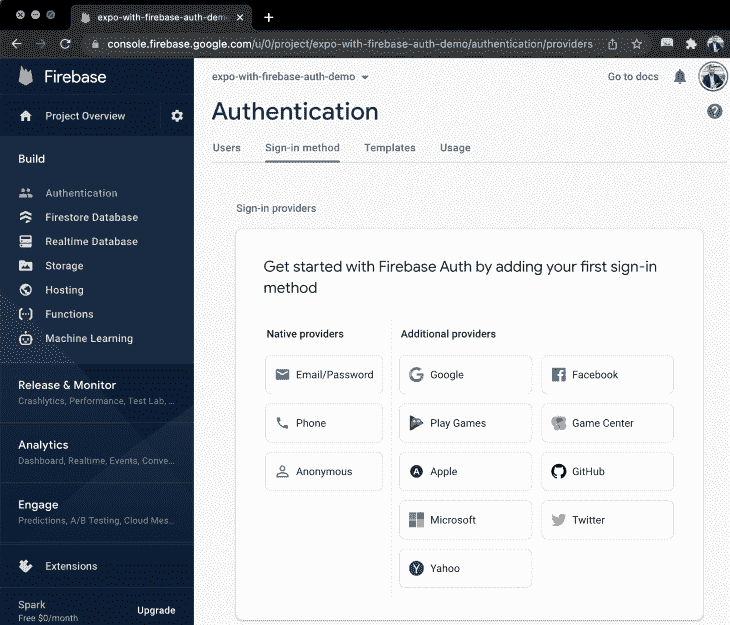 expo-with-firebase-auth-dem
console.firebase.google.com/u/0/project/expo-with-firebase-auth-demo/authentication/providers
Firebase
Project Overview
Build
Authentication
Firestore Database
Realtime Database
Storage
Hosting
Functions
Machine Learning
Release & Monitor
Crashlytics, Performance, Test Lab, ...
Analytics
Dashboard, Realtime, Events, Conve...
Engage
Predictions, A/B Testing, Cloud Mes...
Extensions
Spark
Free $0/month
Upgrade
expo-with-firebase-auth-demo
Go to docs
Authentication
Users
Sign-in method
Templates
Usage
Sign-in providers
Get started with Firebase Auth by adding your first sign-in
method
Native providers
Email/Password
Phone
Anonymous
Additional providers
Google
Facebook
Play Games
Game Center
Apple
GitHub
Microsoft
Twitter
Yahoo